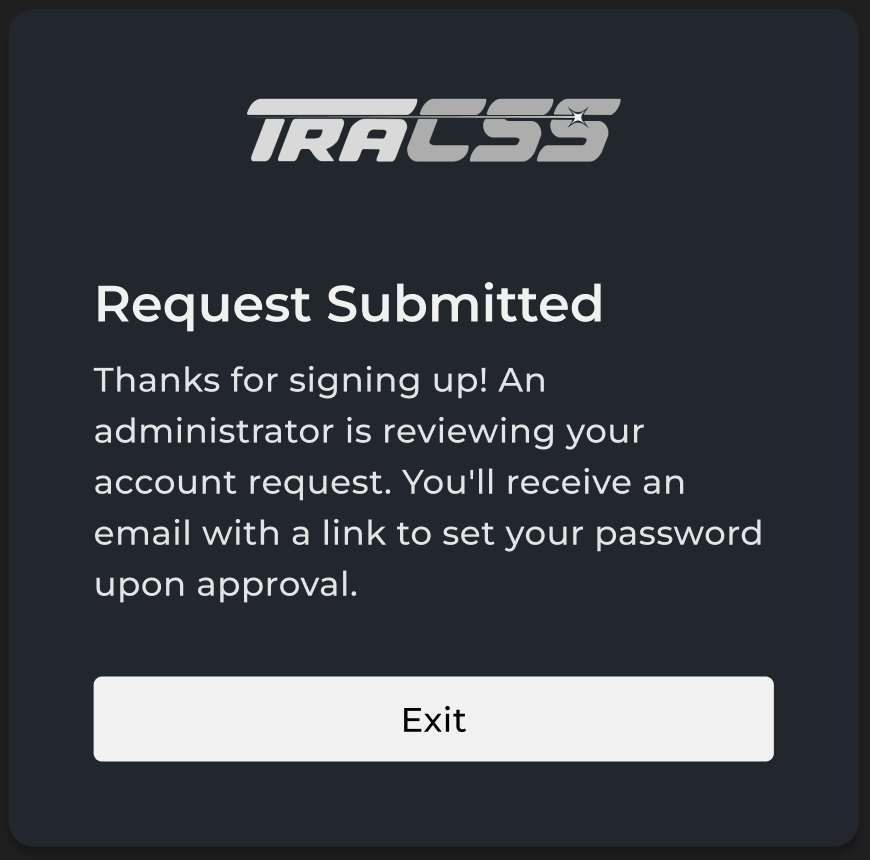 TRACSS
Request Submitted
Thanks for signing up! An
administrator is reviewing your
account request. You'll receive an
email with a link to set your password
upon approval.
Exit